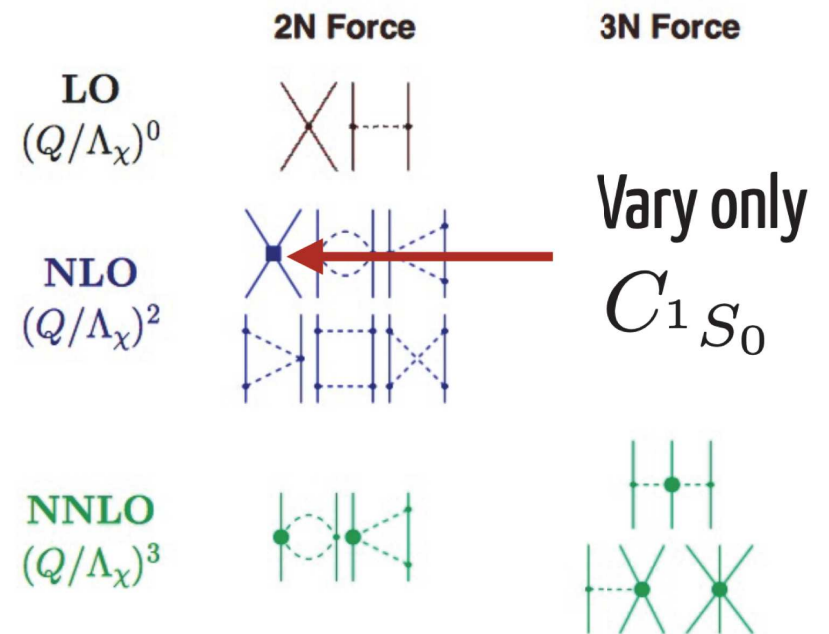 2N Force 3N Force
LO
(Q/Λχ)⁰
Vary only
NLO
(Q/Λχ)²
C₁S₀
NNLO
(Q/Λχ)³